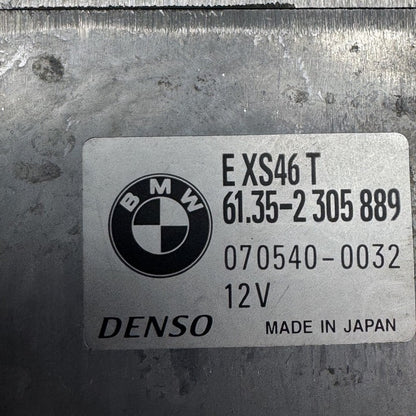 BMW
E XS46 T
61.35-2 305 889
070540-0032
12V
DENSO MADE IN JAPAN